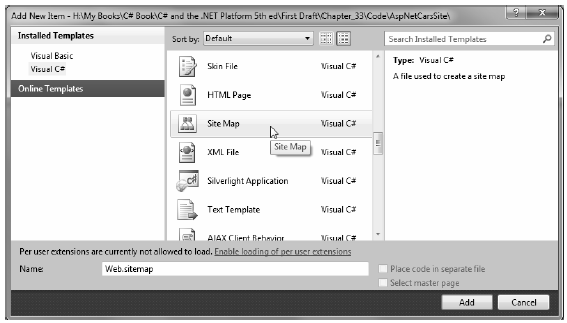 Add New Item - H:\My Books\C# Book\C# and the .NET Platform 5th ed\First Draft\Chapter_33\Code\AspNetCarsSite\
Installed Templates
Visual Basic
Visual C#
Online Templates
Sort by: Default
Search Installed Templates
Skin File Visual C#
HTML Page Visual C#
Site Map Visual C#
Site Map
XML File Visual C#
Silverlight Application Visual C#
Text Template Visual C#
AJAX Client Behavior Visual C#
Type: Visual C#
A file used to create a site map
Per user extensions are currently not allowed to load. Enable loading of per user extensions
Name: Web.sitemap
Place code in separate file
Select master page
Add Cancel